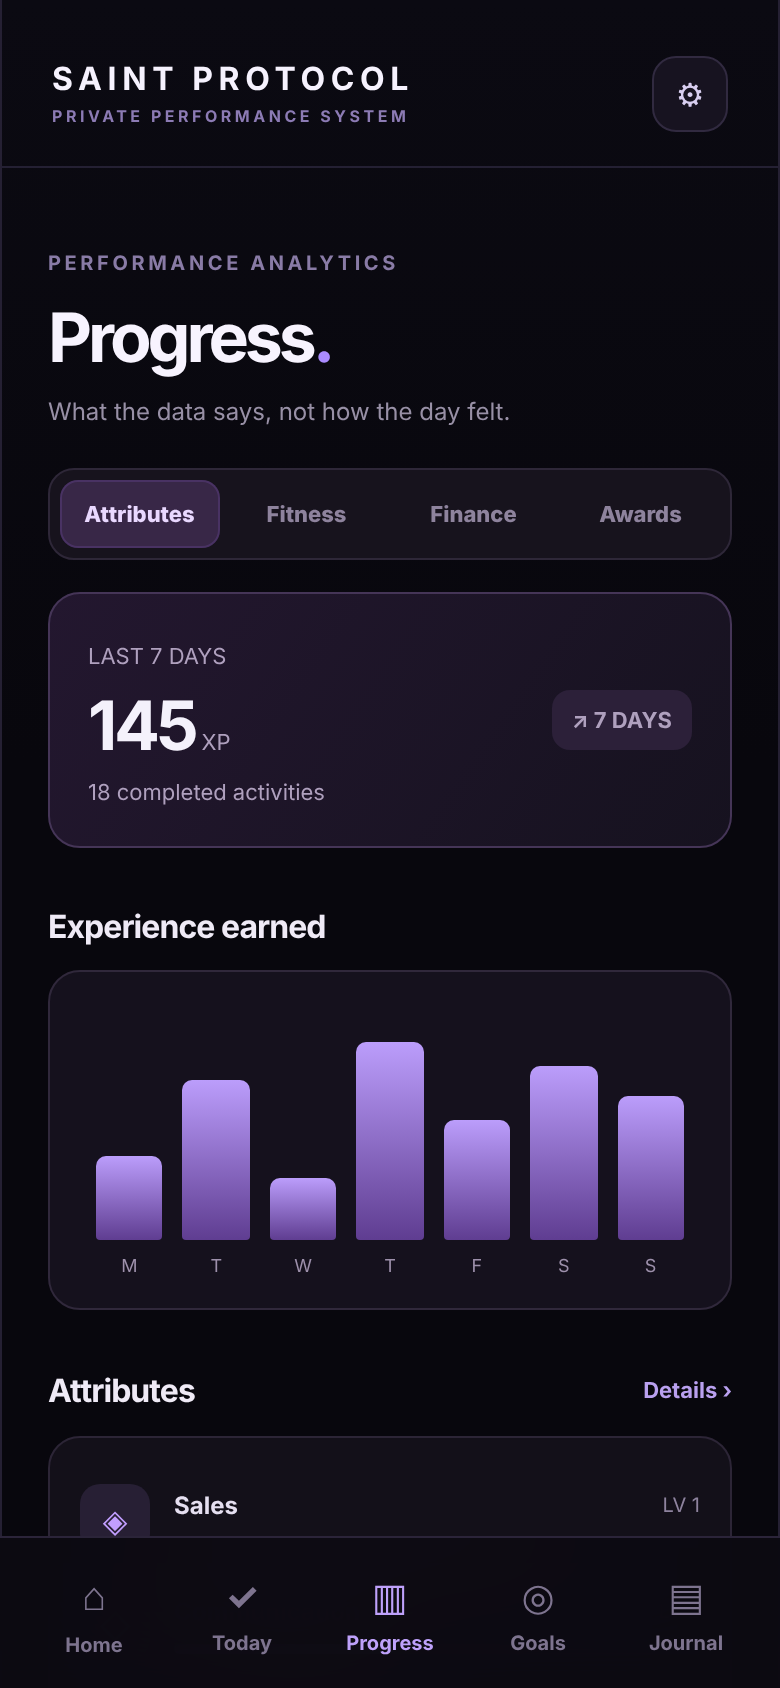 SAINT PROTOCOL
PRIVATE PERFORMANCE SYSTEM
PERFORMANCE ANALYTICS
Progress.
What the data says, not how the day felt.
Attributes Fitness Finance Awards
LAST 7 DAYS
145 XP
↗ 7 DAYS
18 completed activities
Experience earned
M T W T F S S
Attributes Details ›
Sales LV 1
Home Today Progress Goals Journal